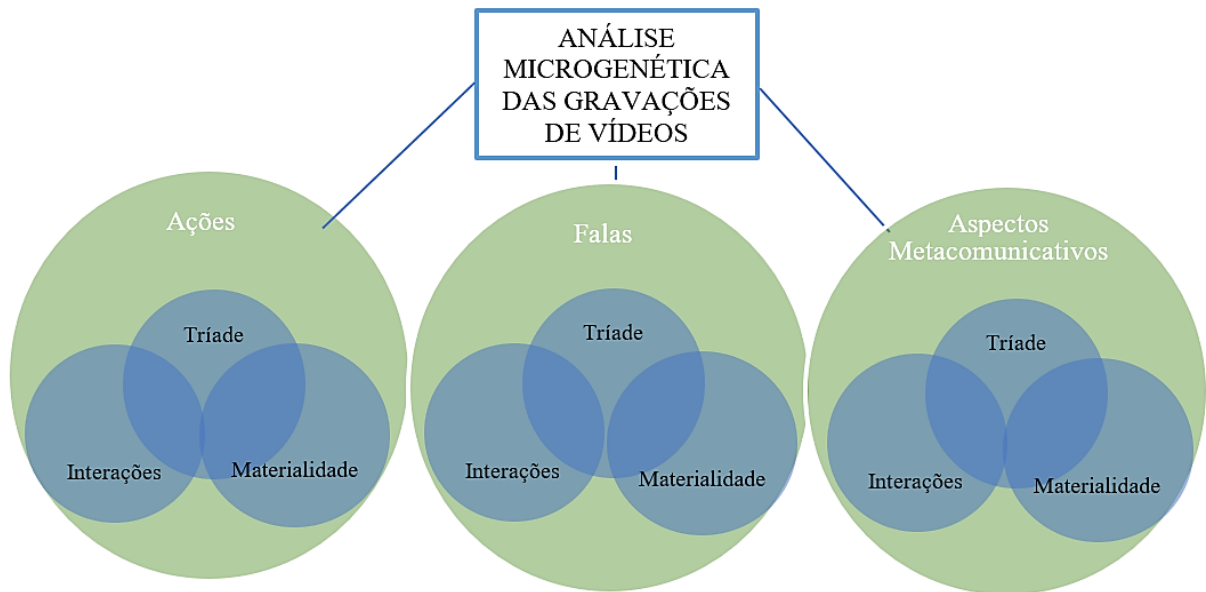 ANÁLISE
MICROGENÉTICA
DAS GRAVAÇÕES
DE VÍDEOS
Ações
Tríade
Interações
Materialidade
Falas
Tríade
Interações
Materialidade
Aspectos
Metacomunicativos
Tríade
Interações
Materialidade